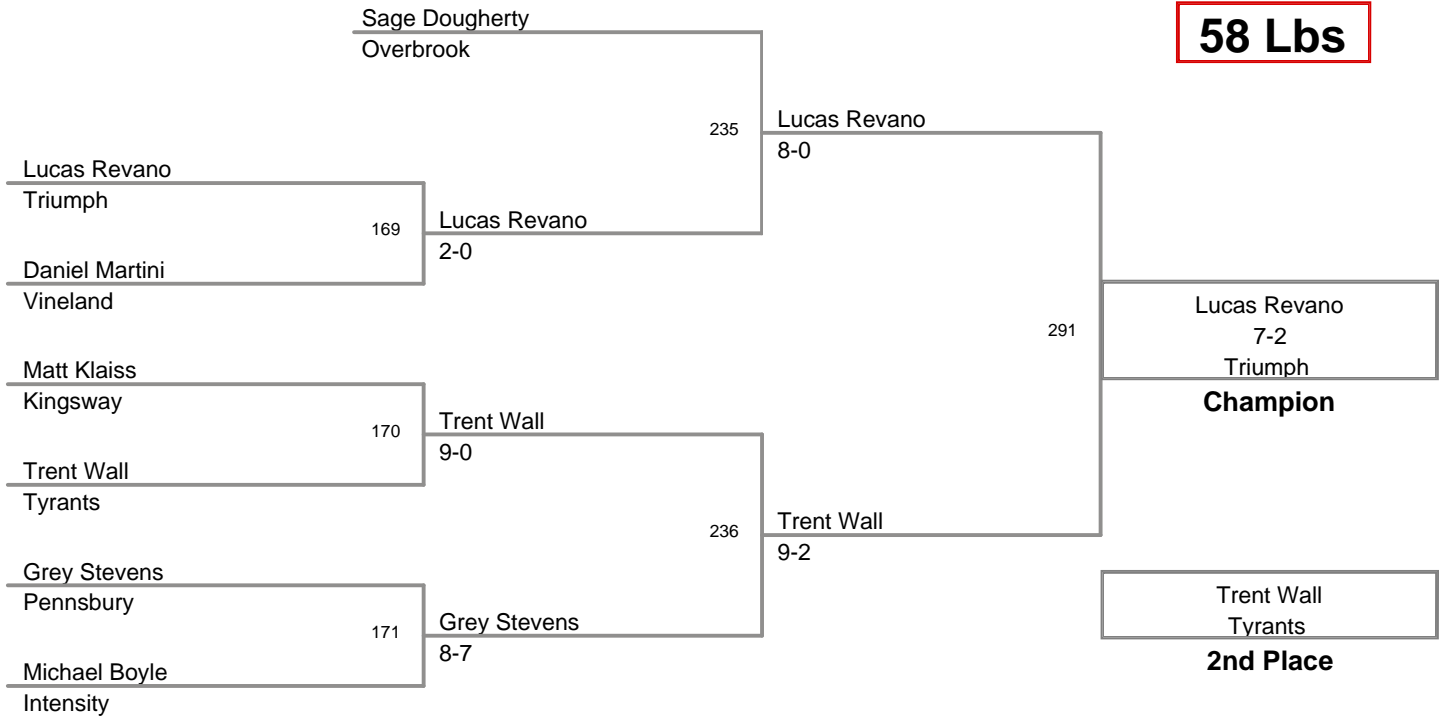 Sage Dougherty
Overbrook
58 Lbs
235
Lucas Revano
8-0
Lucas Revano
Triumph
169
Lucas Revano
2-0
Daniel Martini
Vineland
291
Lucas Revano
7-2
Triumph
Champion
Matt Klaiss
Kingsway
170
Trent Wall
9-0
Trent Wall
Tyrants
236
Trent Wall
9-2
Grey Stevens
Pennsbury
171
Grey Stevens
8-7
Michael Boyle
Intensity
Trent Wall
Tyrants
2nd Place